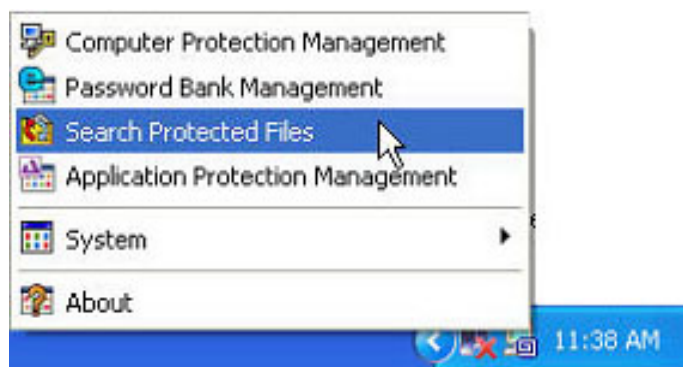 Computer Protection Management
Password Bank Management
Search Protected Files
Application Protection Management
System
About
11:38 AM